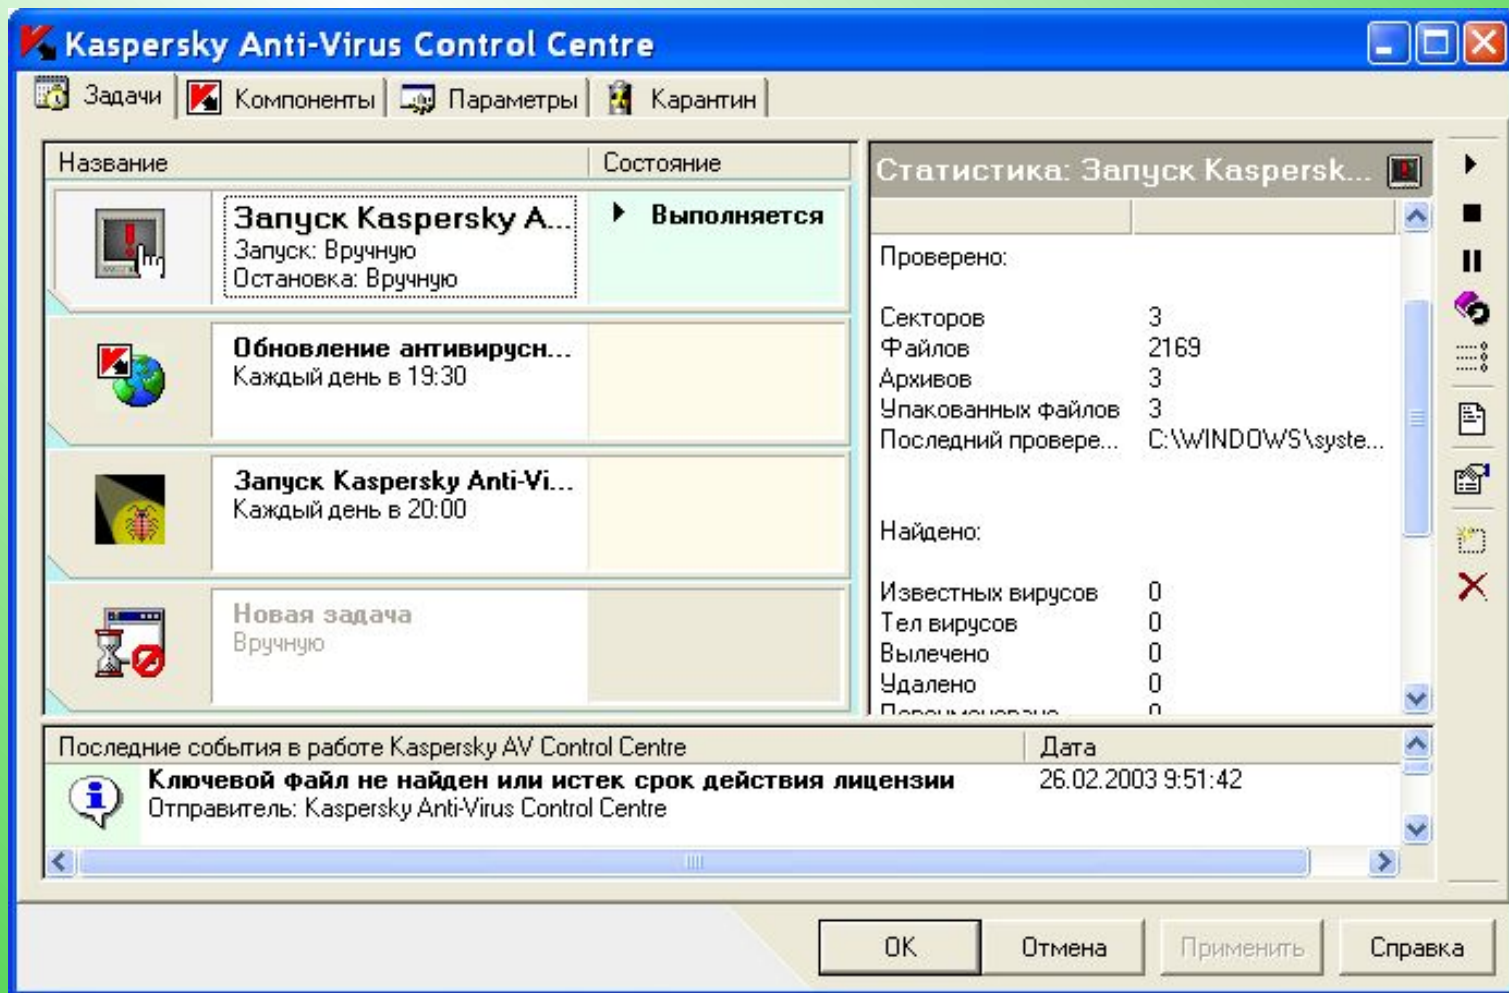 Kaspersky Anti-Virus Control Centre
Задачи Компоненты Параметры Карантин
Название Состояние
Запуск Kaspersky A... Выполняется
Запуск: Вручную
Остановка: Вручную
Обновление антивирусн...
Каждый день в 19:30
Запуск Kaspersky Anti-Vi...
Каждый день в 20:00
Новая задача
Вручную
Статистика: Запуск Kaspersk...
Проверено:
Секторов 3
Файлов 2169
Архивов 3
Упакованных файлов 3
Последний провере... C:\WINDOWS\syste...
Найдено:
Известных вирусов 0
Тел вирусов 0
Вылечено 0
Удалено 0
Последние события в работе Kaspersky AV Control Centre Дата
Ключевой файл не найден или истек срок действия лицензии 26.02.2003 9:51:42
Отправитель: Kaspersky Anti-Virus Control Centre
OK Отмена Применить Справка